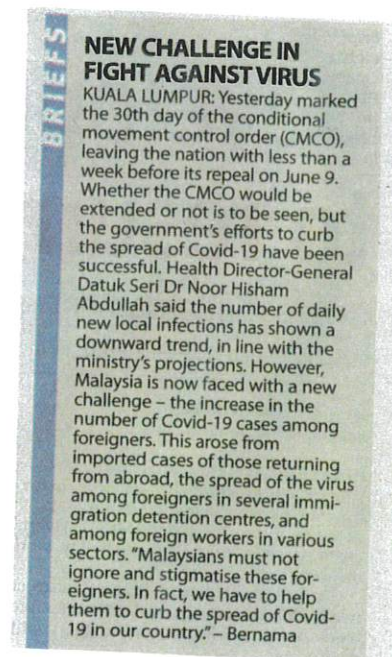 BRIEFS
NEW CHALLENGE IN
FIGHT AGAINST VIRUS
KUALA LUMPUR: Yesterday marked
the 30th day of the conditional
movement control order (CMCO),
leaving the nation with less than a
week before its repeal on June 9.
Whether the CMCO would be
extended or not is to be seen, but
the government's efforts to curb
the spread of Covid-19 have been
successful. Health Director-General
Datuk Seri Dr Noor Hisham
Abdullah said the number of daily
new local infections has shown a
downward trend, in line with the
ministry's projections. However,
Malaysia is now faced with a new
challenge – the increase in the
number of Covid-19 cases among
foreigners. This arose from
imported cases of those returning
from abroad, the spread of the virus
among foreigners in several immi-
gration detention centres, and
among foreign workers in various
sectors. "Malaysians must not
ignore and stigmatise these for-
eigners. In fact, we have to help
them to curb the spread of Covid-
19 in our country." – Bernama